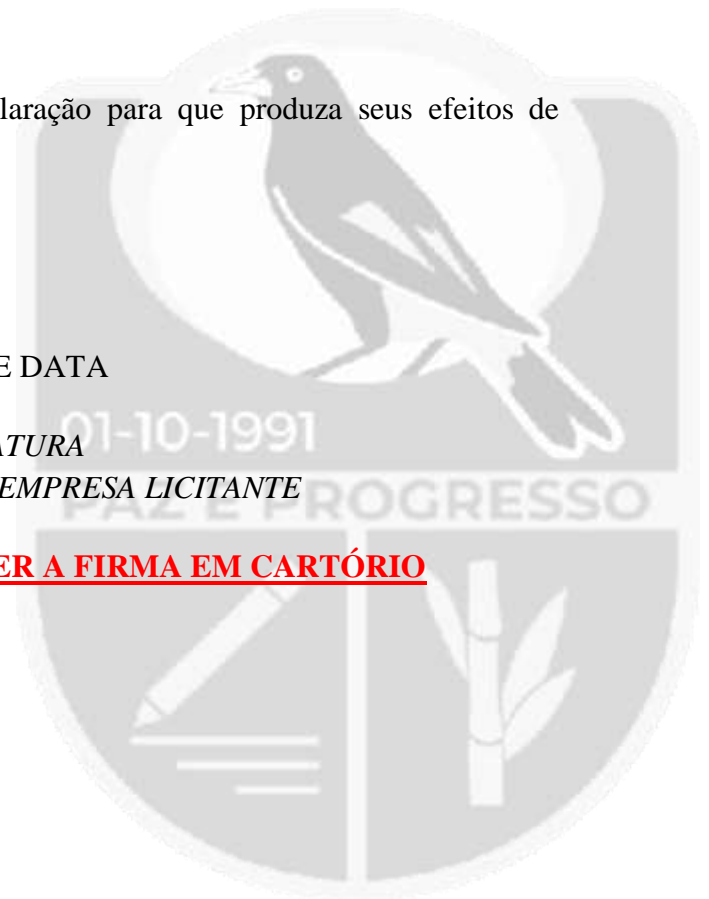 laração para que produza seus efeitos de
E DATA
01-10-1991
ATURA
EMPRESA LICITANTE
PAZ E PROGRESSO
ER A FIRMA EM CARTÓRIO